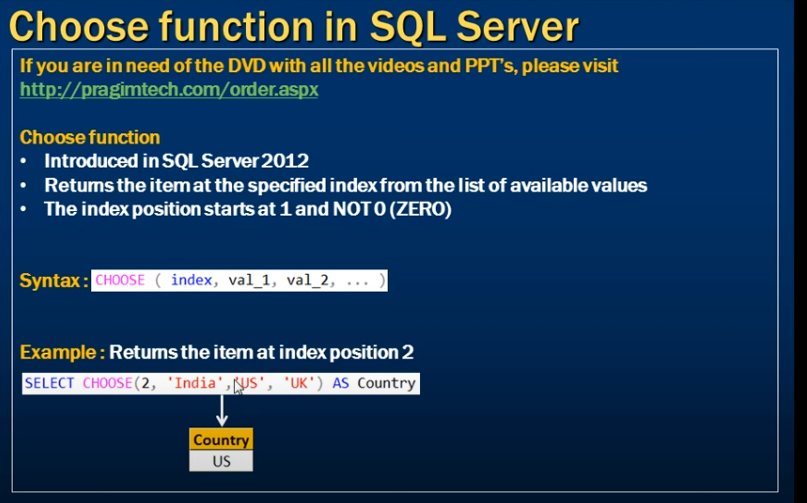 Choose function in SQL Server
If you are in need of the DVD with all the videos and PPT's, please visit
http://pragimtech.com/order.aspx
Choose function
• Introduced in SQL Server 2012
• Returns the item at the specified index from the list of available values
• The index position starts at 1 and NOT 0 (ZERO)
Syntax : CHOOSE ( index, val_1, val_2, ... )
Example : Returns the item at index position 2
SELECT CHOOSE(2, 'India','US', 'UK') AS Country
Country
US